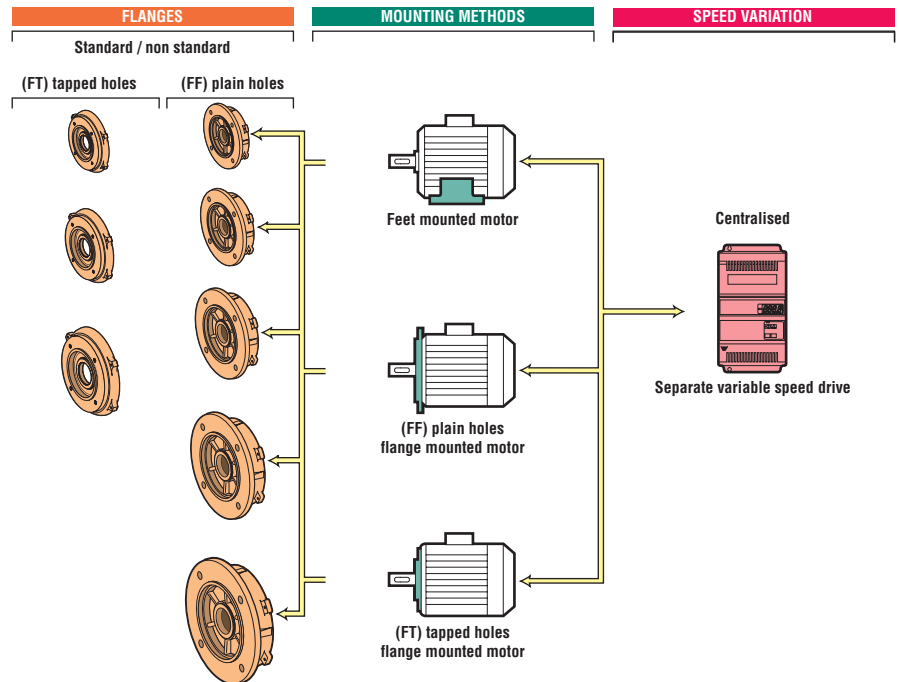 FLANGES
MOUNTING METHODS
SPEED VARIATION
Standard / non standard
(FT) tapped holes
(FF) plain holes
Feet mounted motor
Centralised
Separate variable speed drive
(FF) plain holes
flange mounted motor
(FT) tapped holes
flange mounted motor